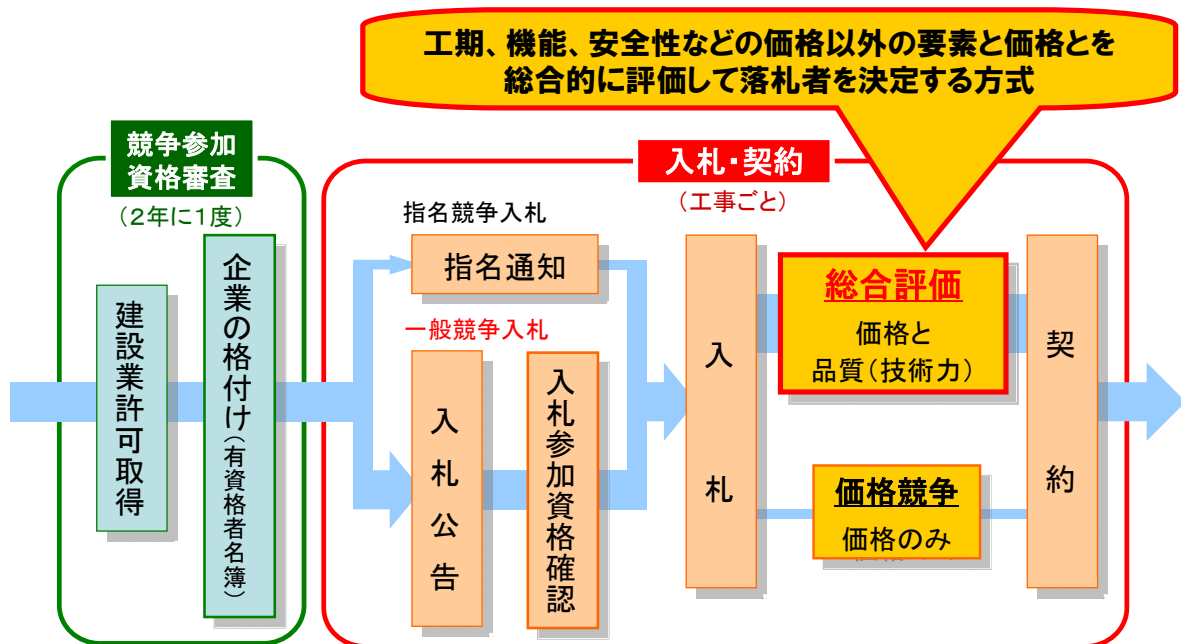 工期、機能、安全性などの価格以外の要素と価格とを
総合的に評価して落札者を決定する方式
競争参加
資格審査
(2年に1度)
建設業許可取得
企業の格付け(有資格者名簿)
入札・契約
(工事ごと)
指名競争入札
指名通知
一般競争入札
入札公告
入札参加資格確認
入札
総合評価
価格と
品質(技術力)
価格競争
価格のみ
契約